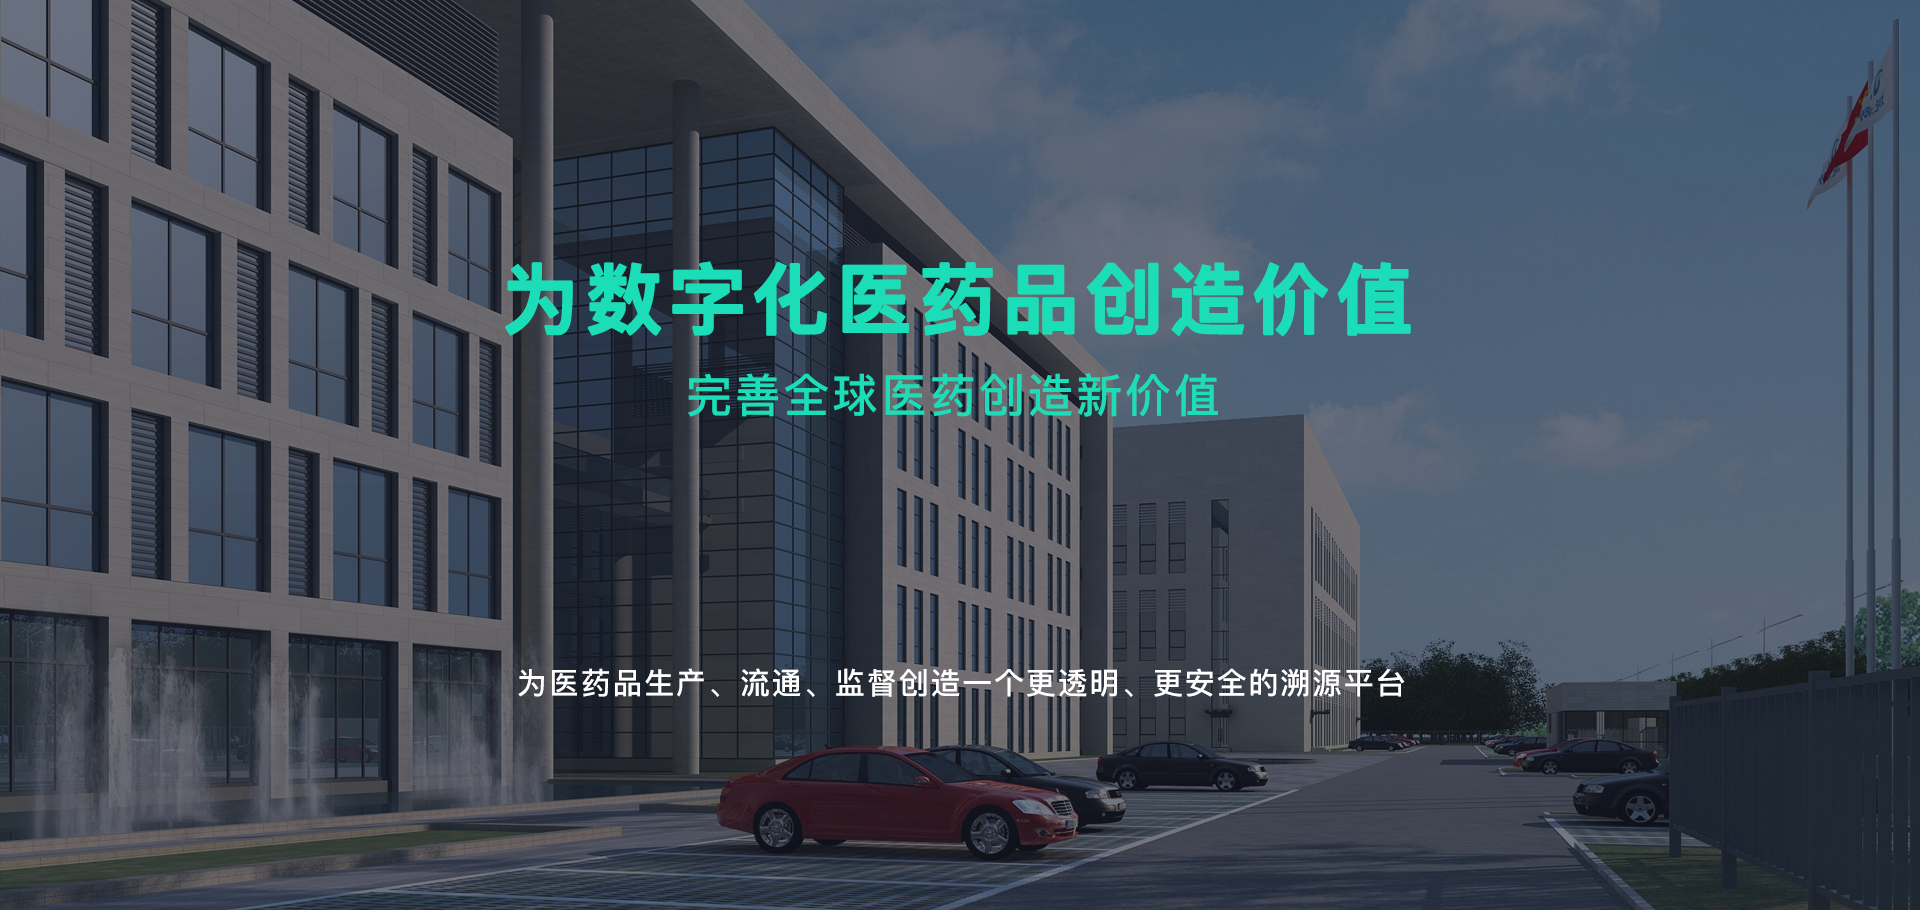 为数字化医药品创造价值
完善全球医药创造新价值
为医药品生产、流通、监督创造一个更透明、更安全的溯源平台